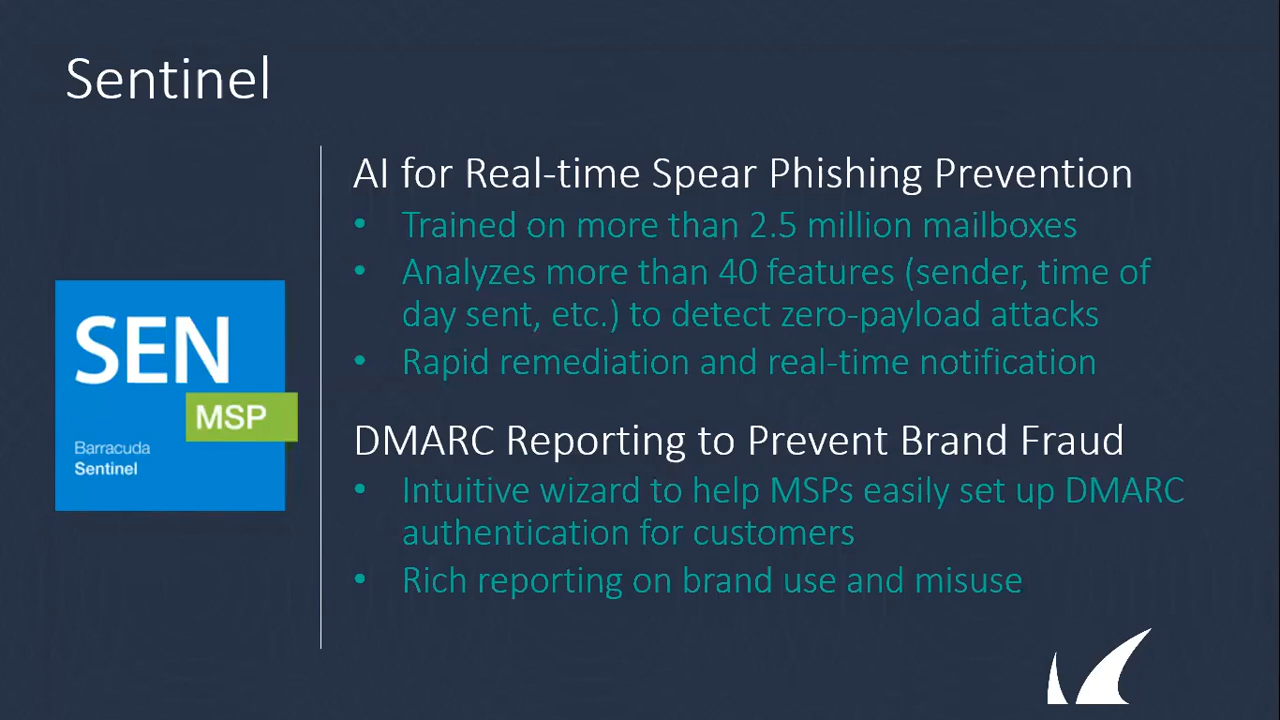 Sentinel
AI for Real-time Spear Phishing Prevention
• Trained on more than 2.5 million mailboxes
• Analyzes more than 40 features (sender, time of
day sent, etc.) to detect zero-payload attacks
• Rapid remediation and real-time notification
SEN
MSP
Barracuda
Sentinel
DMARC Reporting to Prevent Brand Fraud
• Intuitive wizard to help MSPs easily set up DMARC
authentication for customers
• Rich reporting on brand use and misuse